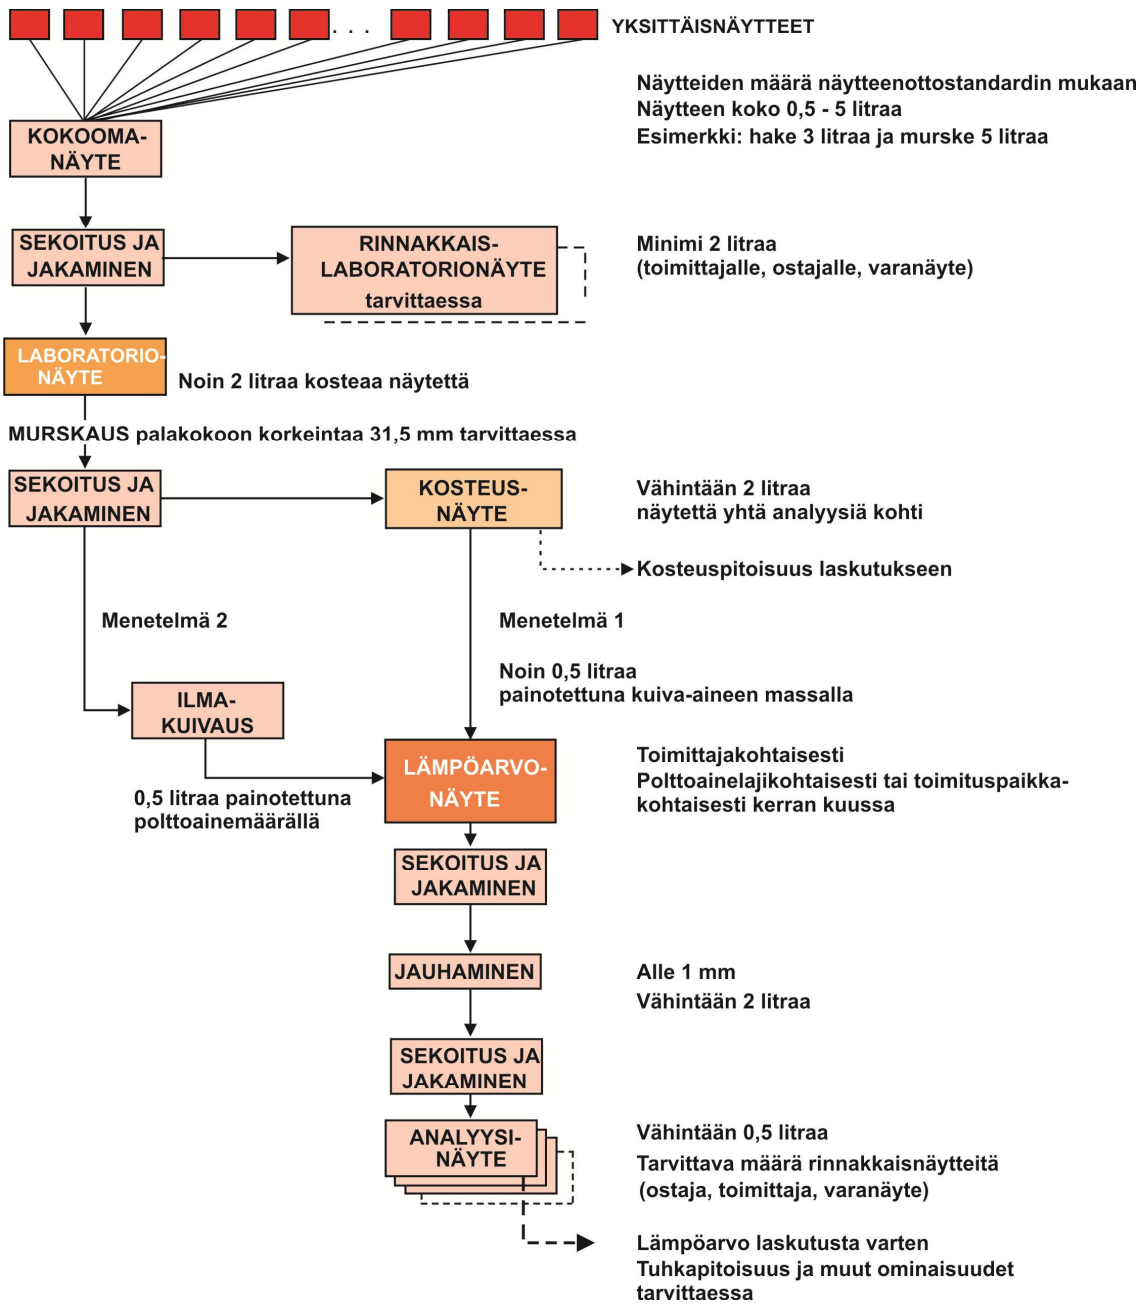 . . .
YKSITTÄISNÄYTTEET
Näytteiden määrä näytteenottostandardin mukaan
Näytteen koko 0,5 - 5 litraa
Esimerkki: hake 3 litraa ja murske 5 litraa
KOKOOMA-
NÄYTE
SEKOITUS JA
JAKAMINEN
RINNAKKAIS-
LABORATORIONÄYTE
tarvittaessa
Minimi 2 litraa
(toimittajalle, ostajalle, varanäyte)
LABORATORIO-
NÄYTE
Noin 2 litraa kosteaa näytettä
MURSKAUS palakokoon korkeintaa 31,5 mm tarvittaessa
SEKOITUS JA
JAKAMINEN
KOSTEUS-
NÄYTE
Vähintään 2 litraa
näytettä yhtä analyysiä kohti
Kosteuspitoisuus laskutukseen
Menetelmä 2
Menetelmä 1
Noin 0,5 litraa
painotettuna kuiva-aineen massalla
ILMA-
KUIVAUS
0,5 litraa painotettuna
polttoainemäärällä
LÄMPÖARVO-
NÄYTE
Toimittajakohtaisesti
Polttoainelajikohtaisesti tai toimituspaikka-
kohtaisesti kerran kuussa
SEKOITUS JA
JAKAMINEN
JAUHAMINEN
Alle 1 mm
Vähintään 2 litraa
SEKOITUS JA
JAKAMINEN
ANALYYSI-
NÄYTE
Vähintään 0,5 litraa
Tarvittava määrä rinnakkaisnäytteitä
(ostaja, toimittaja, varanäyte)
Lämpöarvo laskutusta varten
Tuhkapitoisuus ja muut ominaisuudet
tarvittaessa